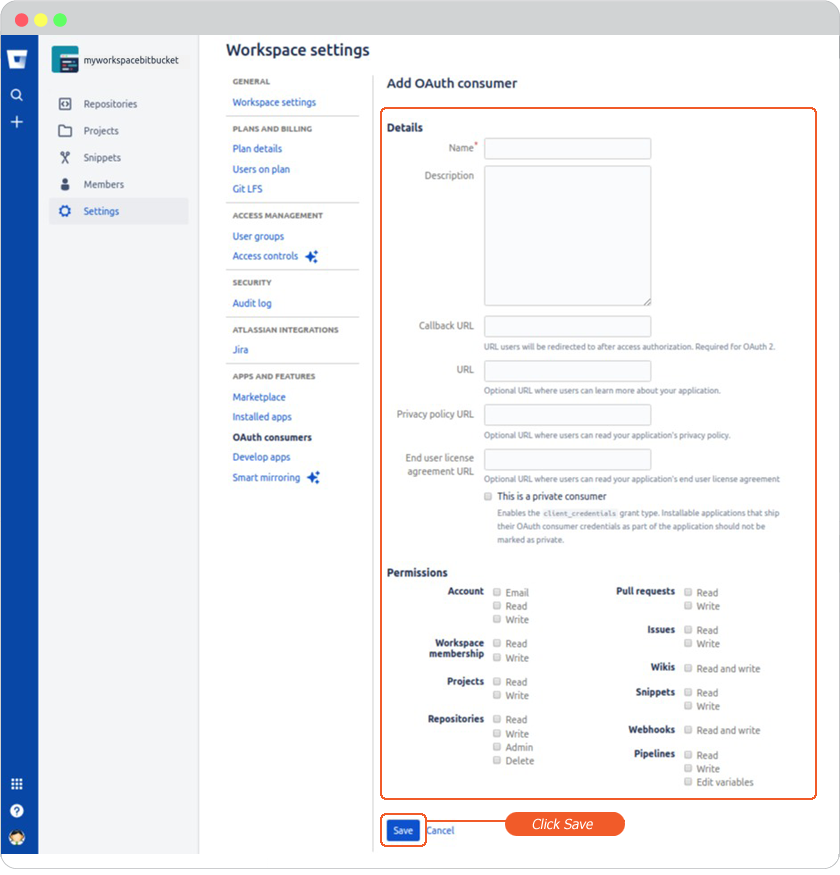 myworkspacebitbucket
Repositories
Projects
Snippets
Members
Settings
Workspace settings
GENERAL
Workspace settings
PLANS AND BILLING
Plan details
Users on plan
Git LFS
ACCESS MANAGEMENT
User groups
Access controls
SECURITY
Audit log
ATLASSIAN INTEGRATIONS
Jira
APPS AND FEATURES
Marketplace
Installed apps
OAuth consumers
Develop apps
Smart mirroring
Add OAuth consumer
Details
Name*
Description
Callback URL
URL users will be redirected to after access authorization. Required for OAuth 2.
URL
Optional URL where users can learn more about your application.
Privacy policy URL
Optional URL where users can read your application's privacy policy.
End user license
agreement URL
Optional URL where users can read your application's end user license agreement
This is a private consumer
Enables the client_credentials grant type. Installable applications that ship
their OAuth consumer credentials as part of the application should not be
marked as private.
Permissions
Account
Email
Read
Write
Workspace
membership
Read
Write
Projects
Read
Write
Repositories
Read
Write
Admin
Delete
Pull requests
Read
Write
Issues
Read
Write
Wikis
Read and write
Snippets
Read
Write
Webhooks
Read and write
Pipelines
Read
Write
Edit variables
Save
Cancel
Click Save